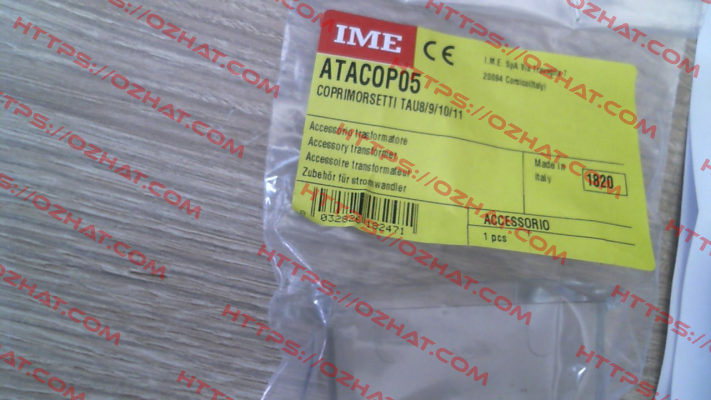 IME CE
I.M.E. SpA Via
20094 Corsico(Italy)
ATACOP05
COPRIMORSETTI TAU8/9/10/11
Accessorio trasformatore
Accessory transformer
Accessoire transformateur
Zubehör für stromwandler
Made in
Italy
1820
ACCESSORIO
1 pcs
HTTPS://OZHAT.COM